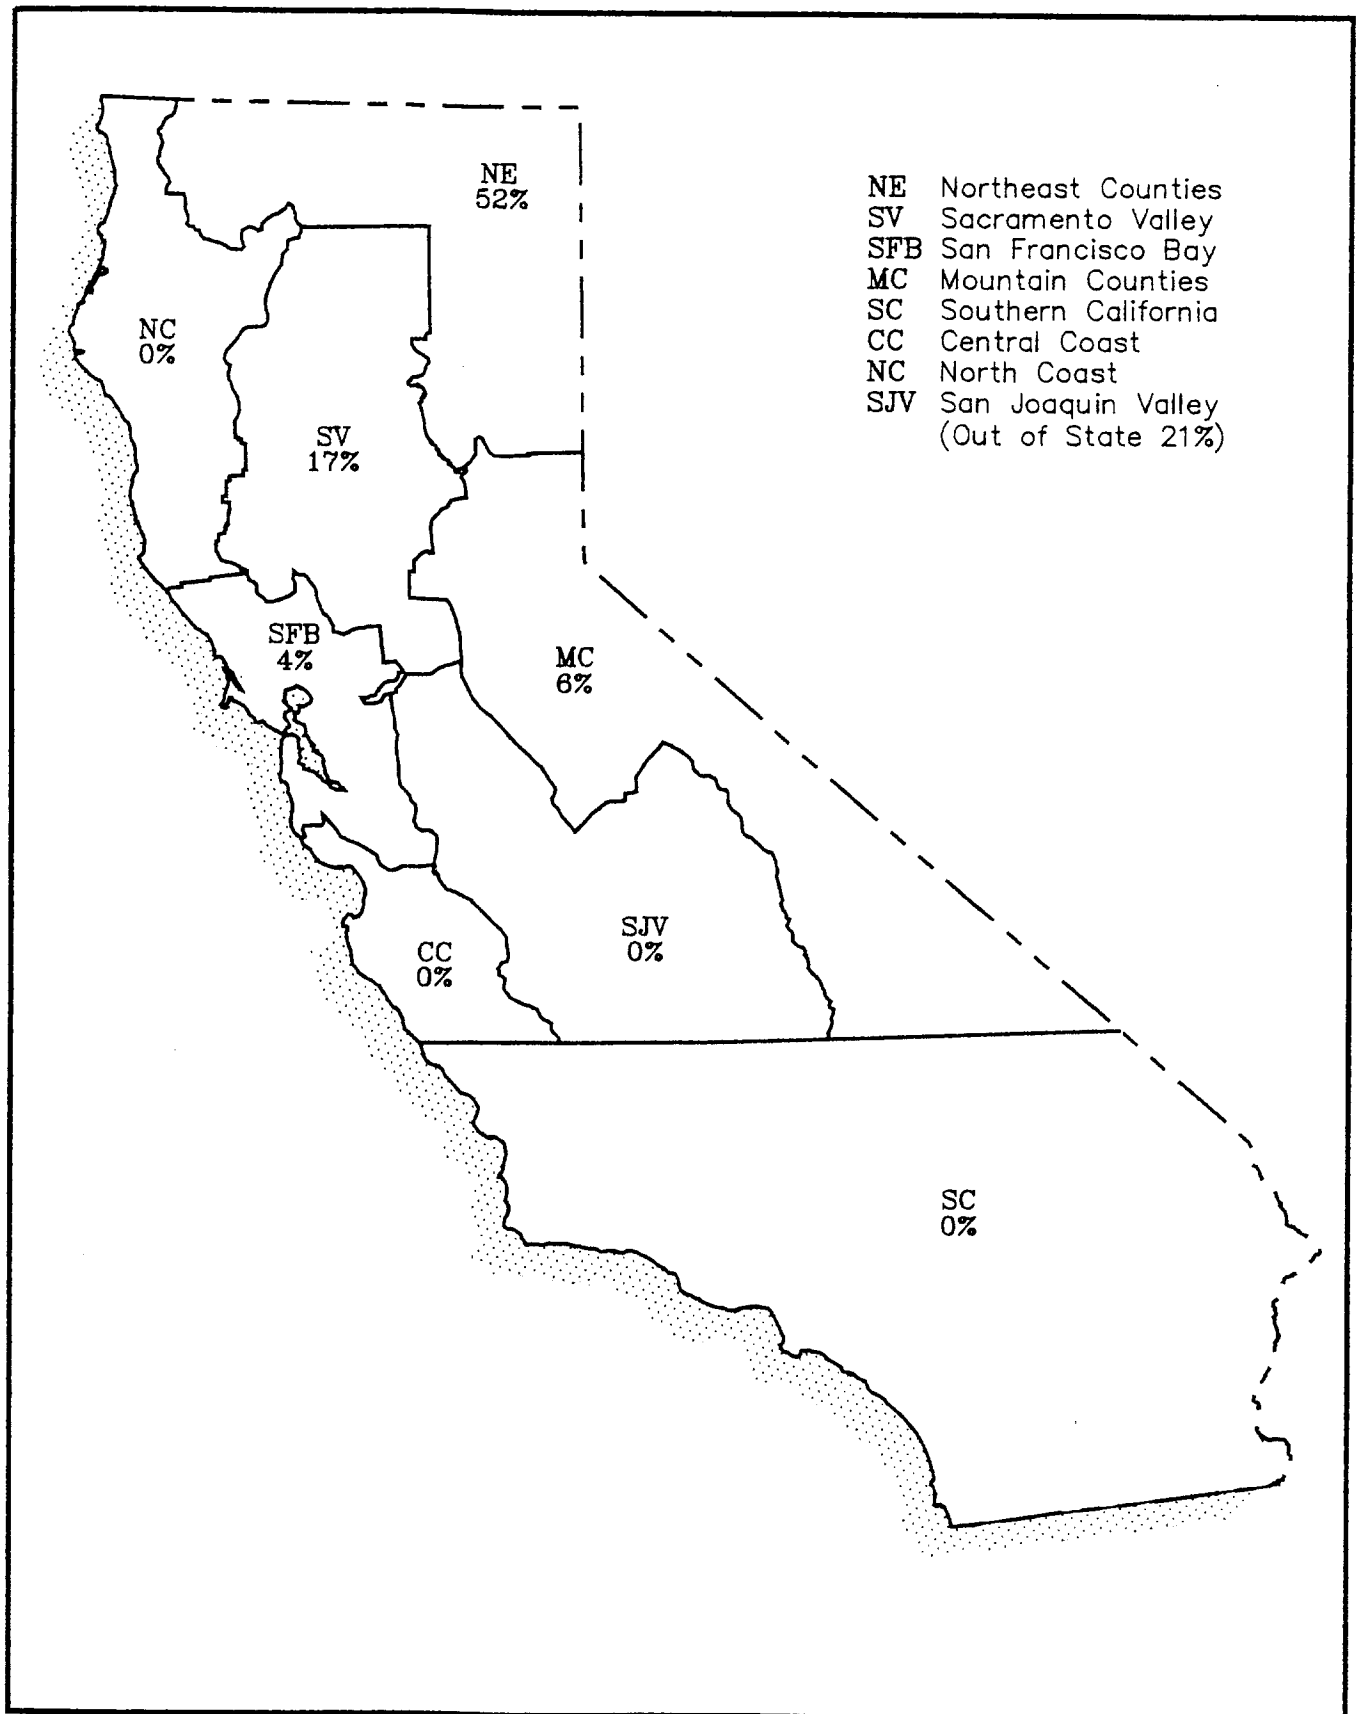 NE
52%
NE Northeast Counties
SV Sacramento Valley
SFB San Francisco Bay
MC Mountain Counties
SC Southern California
CC Central Coast
NC North Coast
SJV San Joaquin Valley
(Out of State 21%)
NC
0%
SV
17%
SFB
4%
MC
6%
SJV
0%
CC
0%
SC
0%